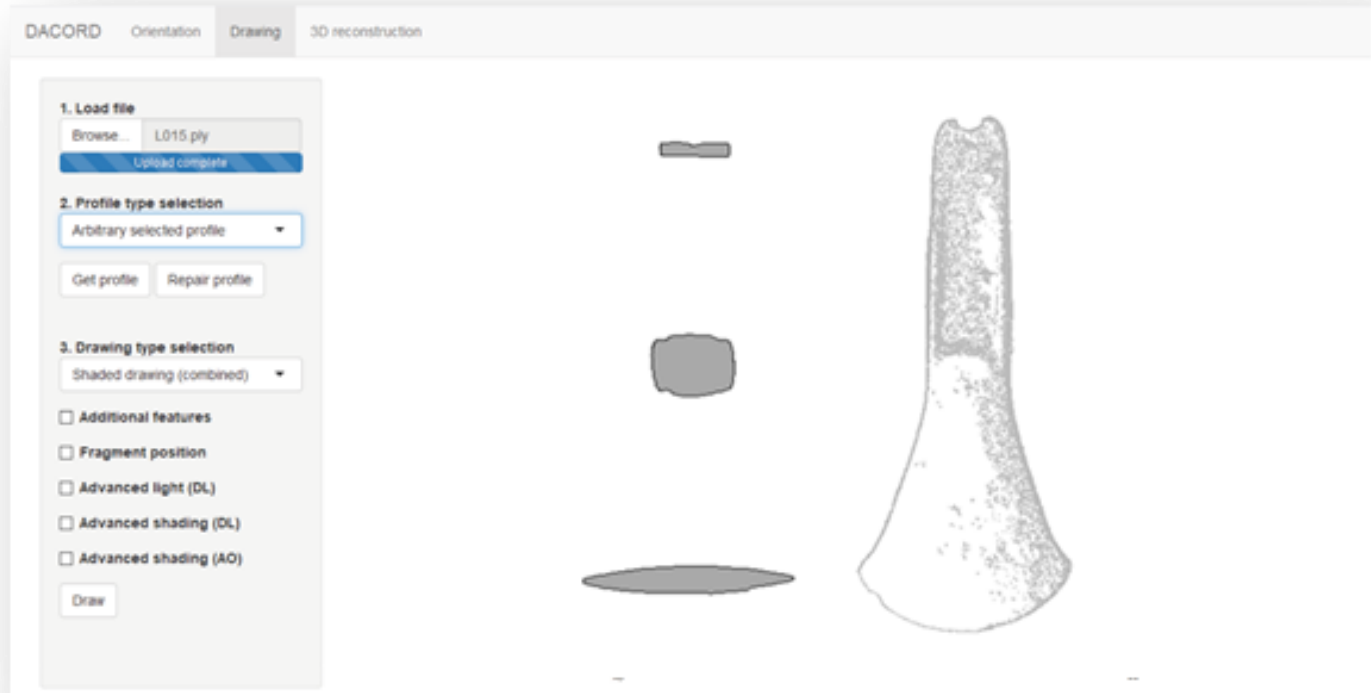 DACORD Orientation Drawing 3D reconstruction
1. Load file
Browse... L015.ply
Upload complete
2. Profile type selection
Arbitrary selected profile
Get profile Repair profile
3. Drawing type selection
Shaded drawing (combined)
Additional features
Fragment position
Advanced light (DL)
Advanced shading (DL)
Advanced shading (AO)
Draw